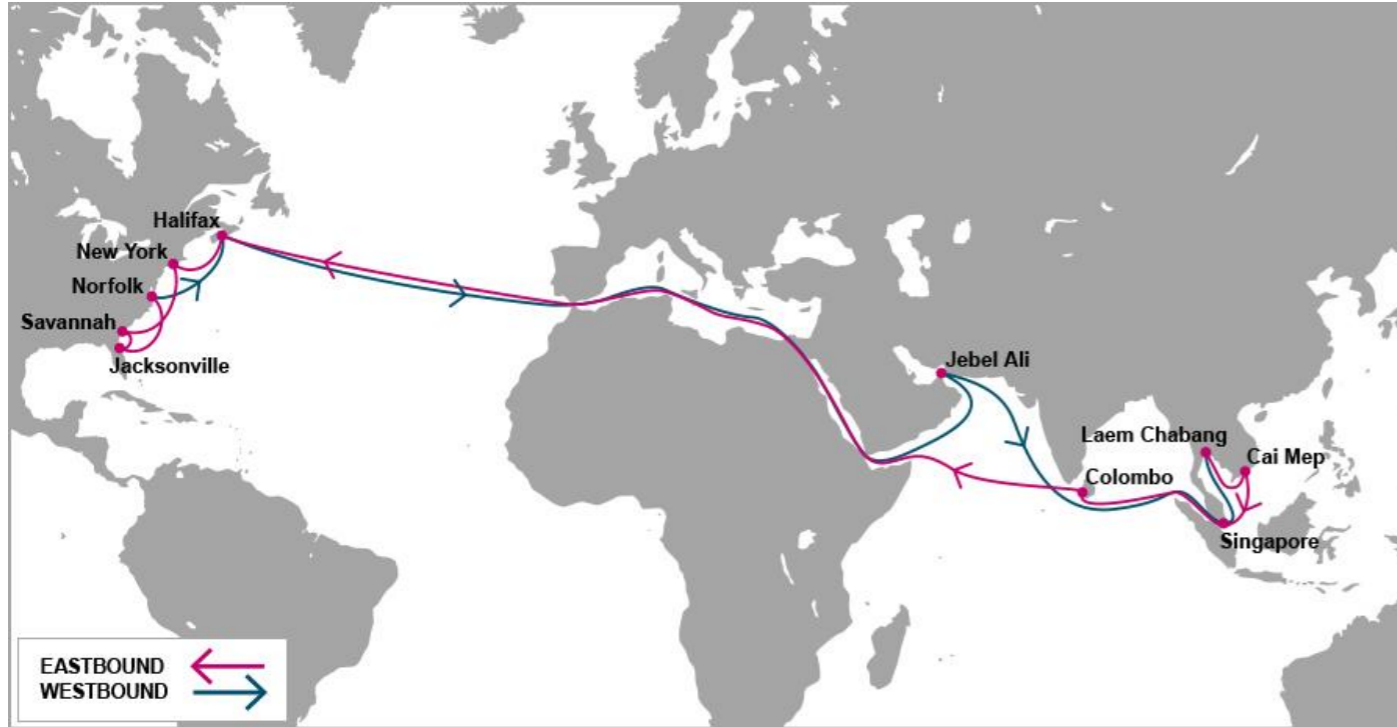 Halifax
New York
Norfolk
Savannah
Jacksonville
Jebel Ali
Laem Chabang
Cai Mep
Colombo
Singapore
EASTBOUND
WESTBOUND